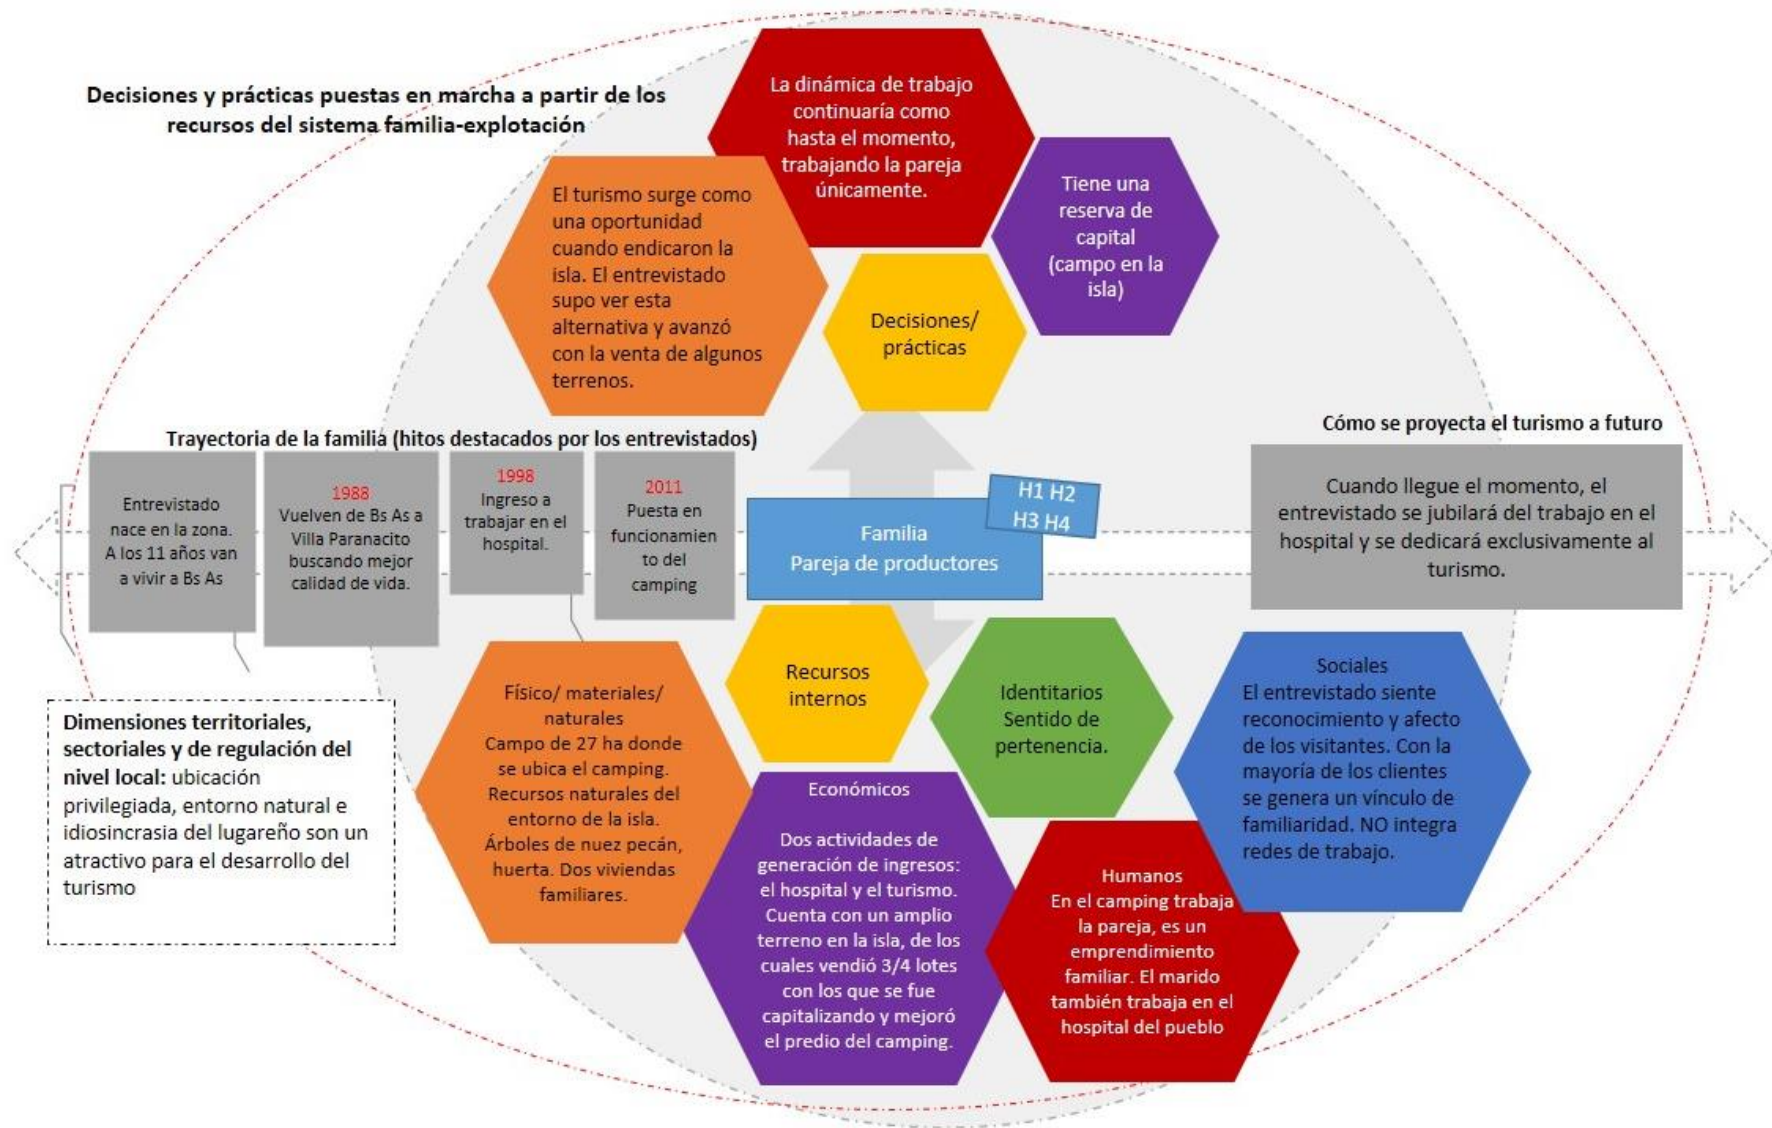 Decisiones y prácticas puestas en marcha a partir de los
recursos del sistema familia-explotación
La dinámica de trabajo
continuaría como
hasta el momento,
trabajando la pareja
únicamente.
El turismo surge como
una oportunidad
cuando endicaron la
isla. El entrevistado
supo ver esta
alternativa y avanzó
con la venta de algunos
terrenos.
Tiene una
reserva de
capital
(campo en la
isla)
Decisiones/
prácticas
Trayectoria de la familia (hitos destacados por los entrevistados)
Entrevistado
nace en la zona.
A los 11 años van
a vivir a Bs As
1988
Vuelven de Bs As a
Villa Paranacito
buscando mejor
calidad de vida.
1998
Ingreso a
trabajar en el
hospital.
2011
Puesta en
funcionamien
to del
camping
Familia
Pareja de productores
H1 H2
H3 H4
Cómo se proyecta el turismo a futuro
Cuando llegue el momento, el
entrevistado se jubilará del trabajo en el
hospital y se dedicará exclusivamente al
turismo.
Dimensiones territoriales,
sectoriales y de regulación del
nivel local: ubicación
privilegiada, entorno natural e
idiosincrasia del lugareño son un
atractivo para el desarrollo del
turismo
Recursos
internos
Físico/ materiales/
naturales
Campo de 27 ha donde
se ubica el camping.
Recursos naturales del
entorno de la isla.
Árboles de nuez pecán,
huerta. Dos viviendas
familiares.
Económicos
Dos actividades de
generación de ingresos:
el hospital y el turismo.
Cuenta con un amplio
terreno en la isla, de los
cuales vendió 3/4 lotes
con los que se fue
capitalizando y mejoró
el predio del camping.
Identitarios
Sentido de
pertenencia.
Humanos
En el camping trabaja
la pareja, es un
emprendimiento
familiar. El marido
también trabaja en el
hospital del pueblo
Sociales
El entrevistado siente
reconocimiento y afecto
de los visitantes. Con la
mayoría de los clientes
se genera un vínculo de
familiaridad. NO integra
redes de trabajo.